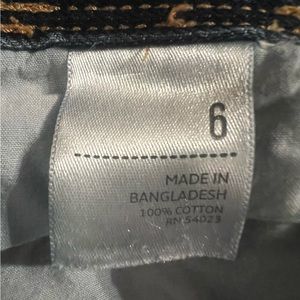 6
MADE IN
BANGLADESH
100% COTTON
RN 54023